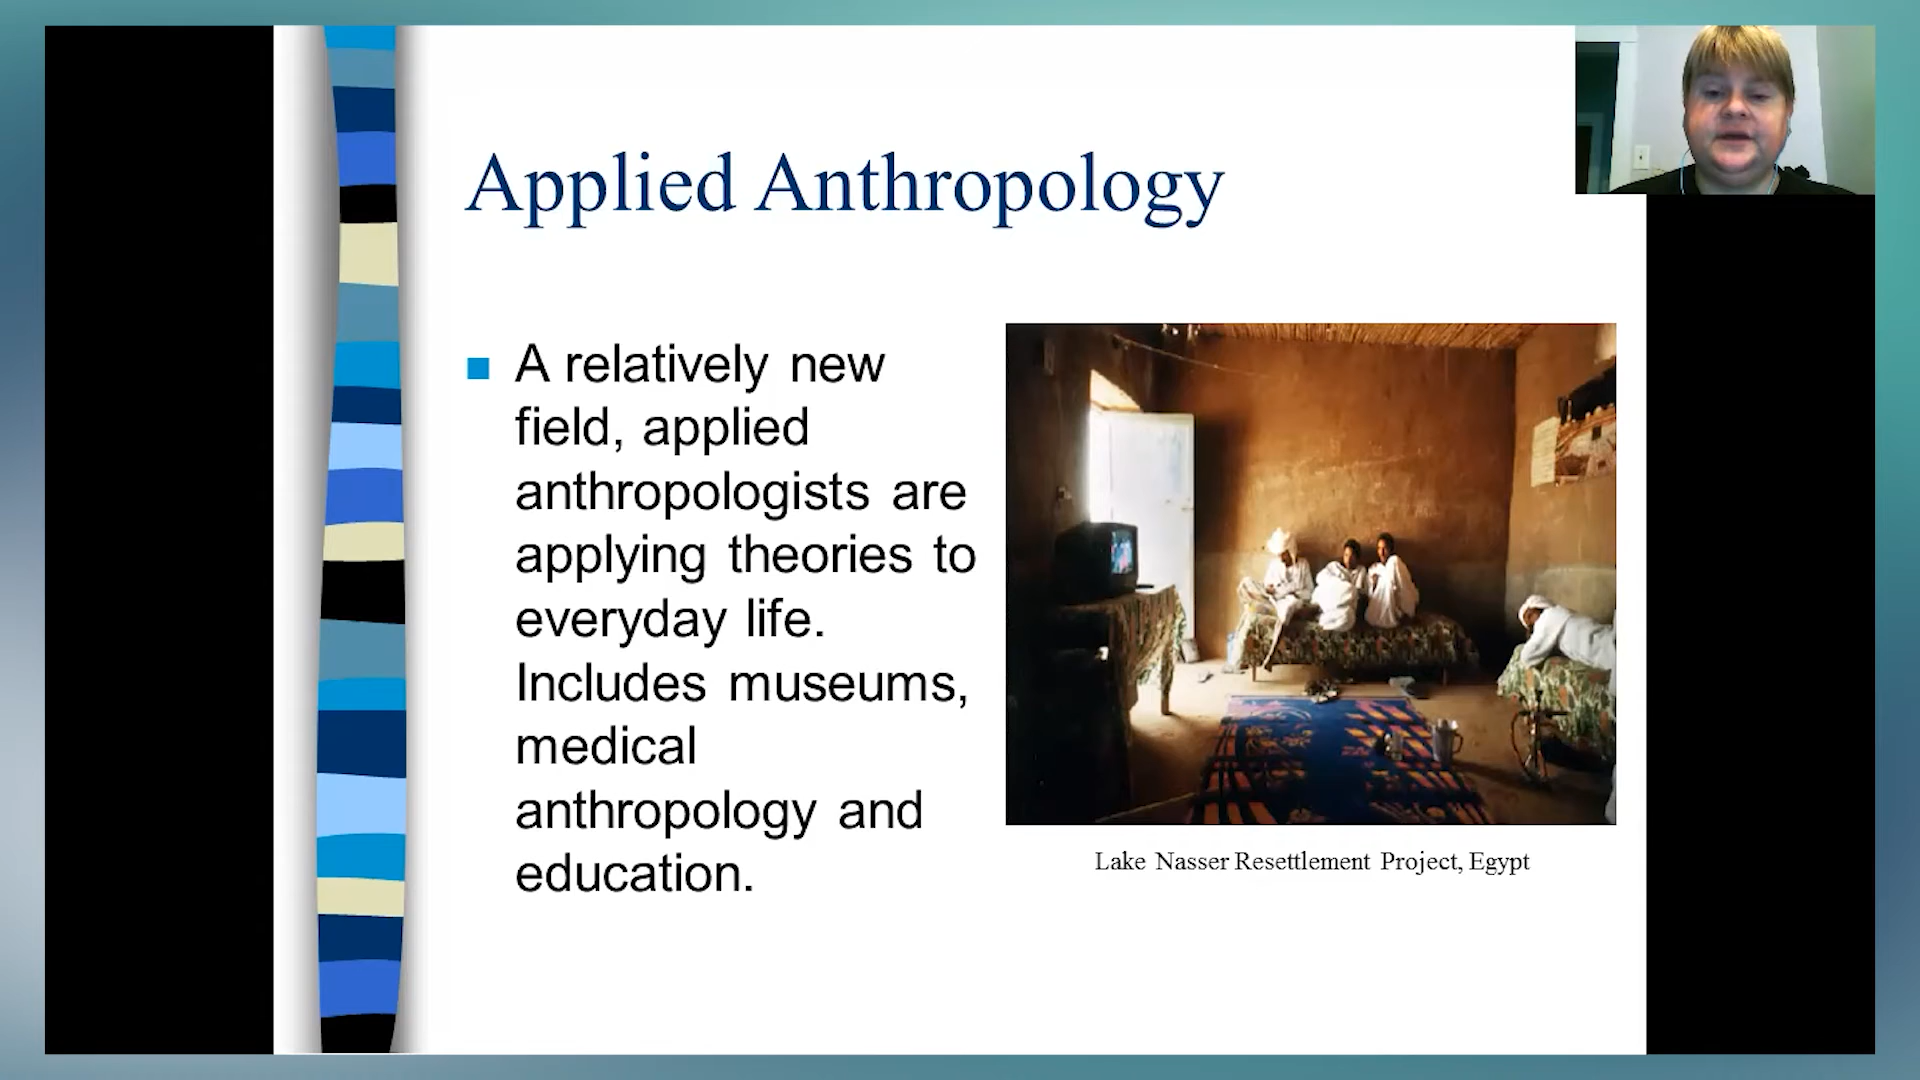 Applied Anthropology
A relatively new
field, applied
anthropologists are
applying theories to
everyday life.
Includes museums,
medical
anthropology and
education.
Lake Nasser Resettlement Project, Egypt